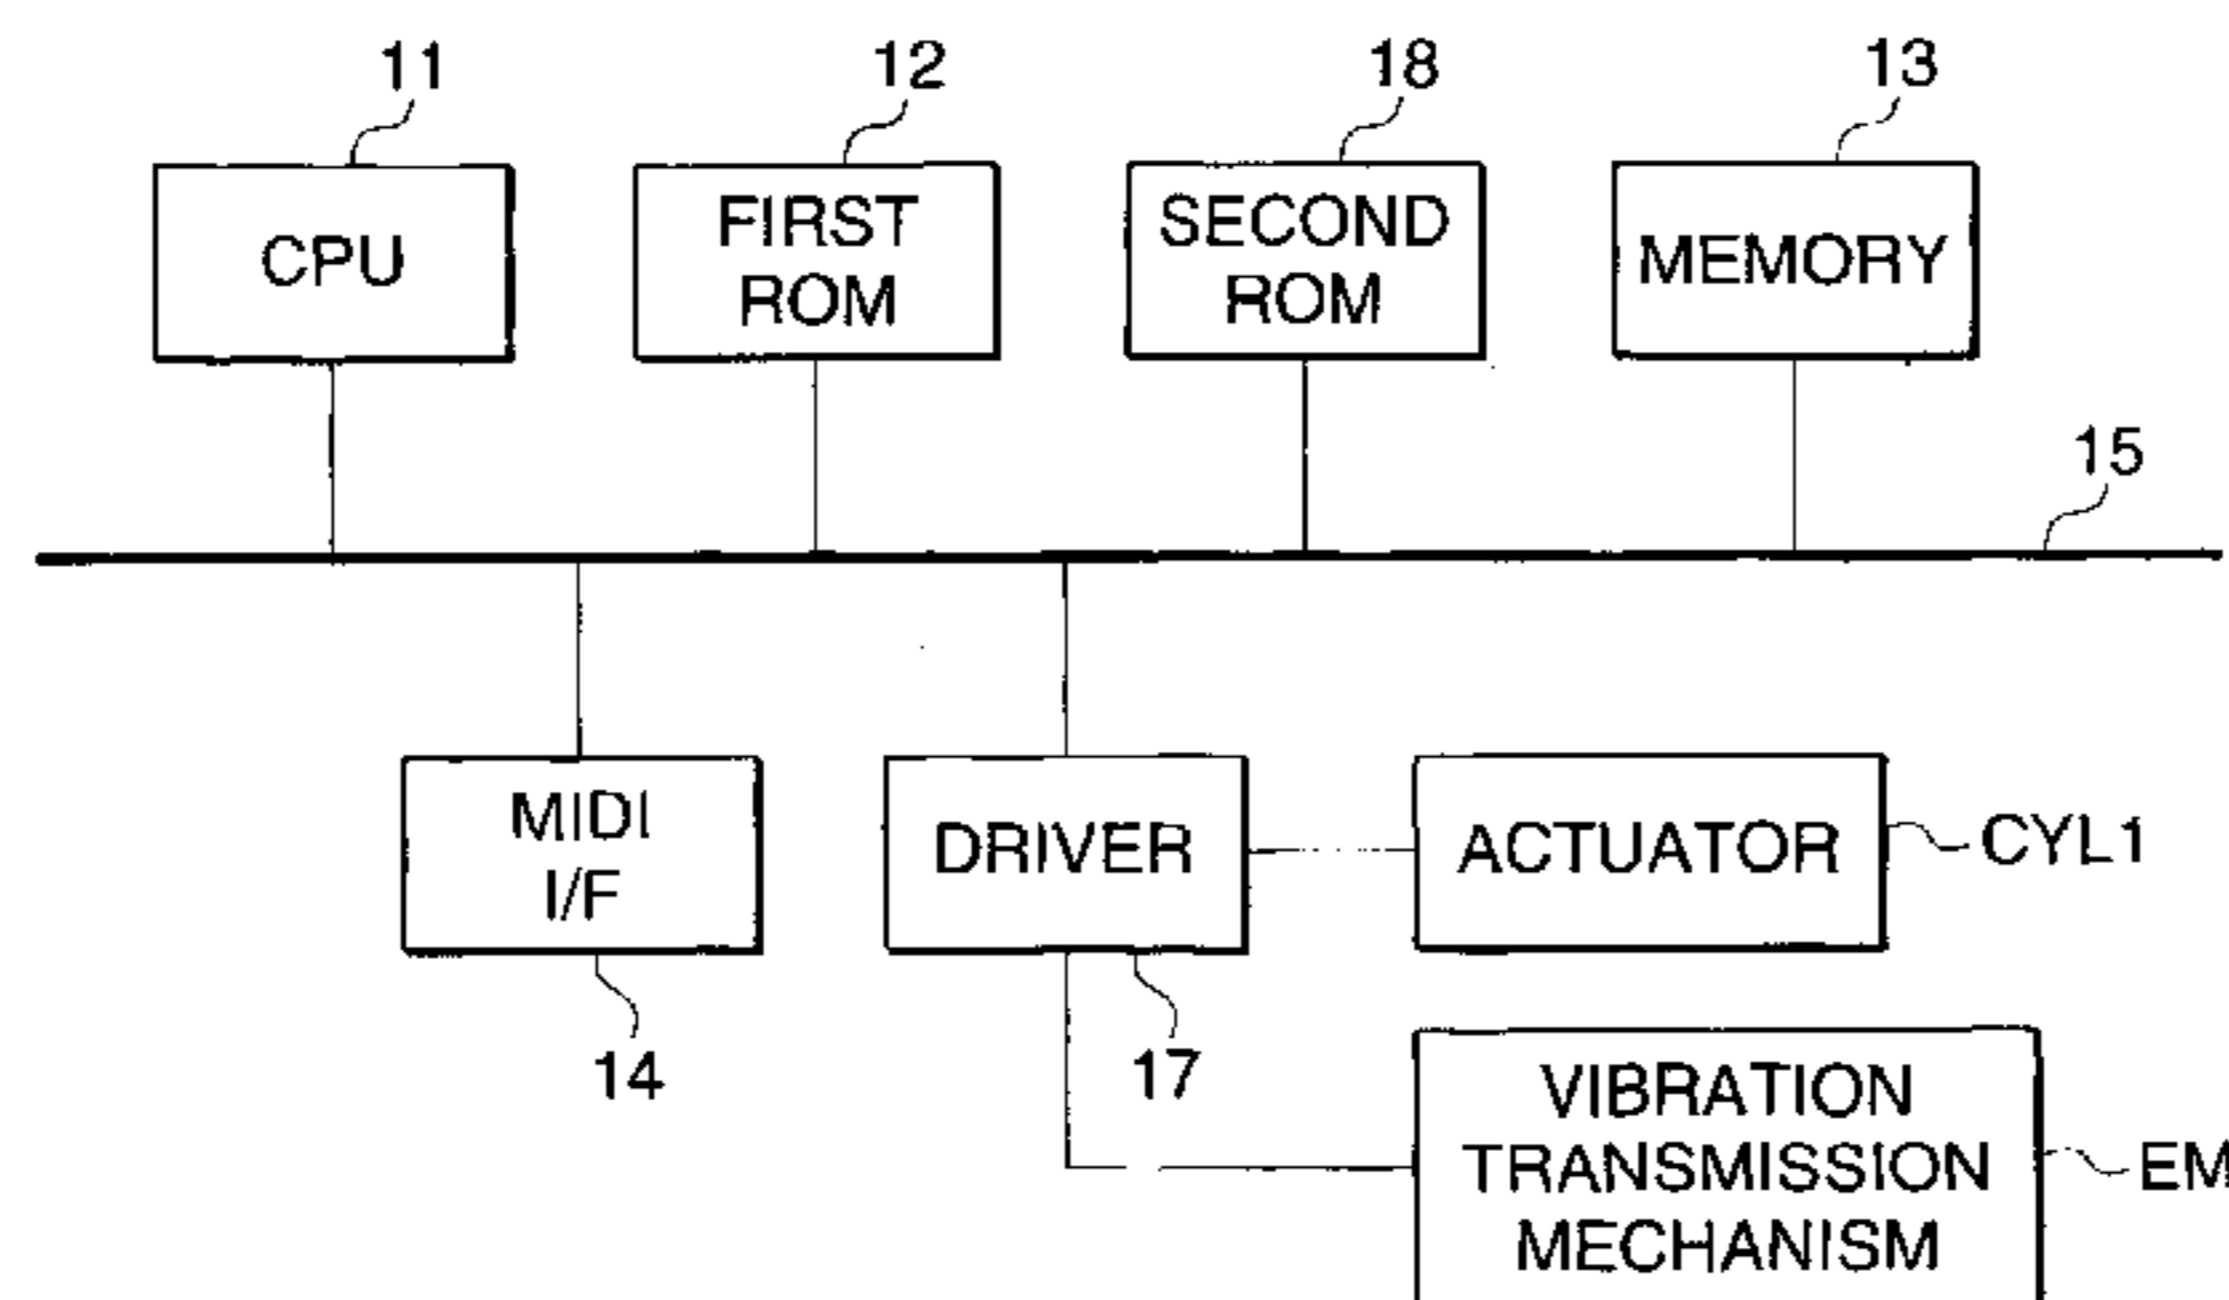 11
12
18
13
CPU
FIRST
ROM
SECOND
ROM
MEMORY
15
MIDI
I/F
DRIVER
ACTUATOR
CYL1
14
17
VIBRATION
TRANSMISSION
MECHANISM
EM